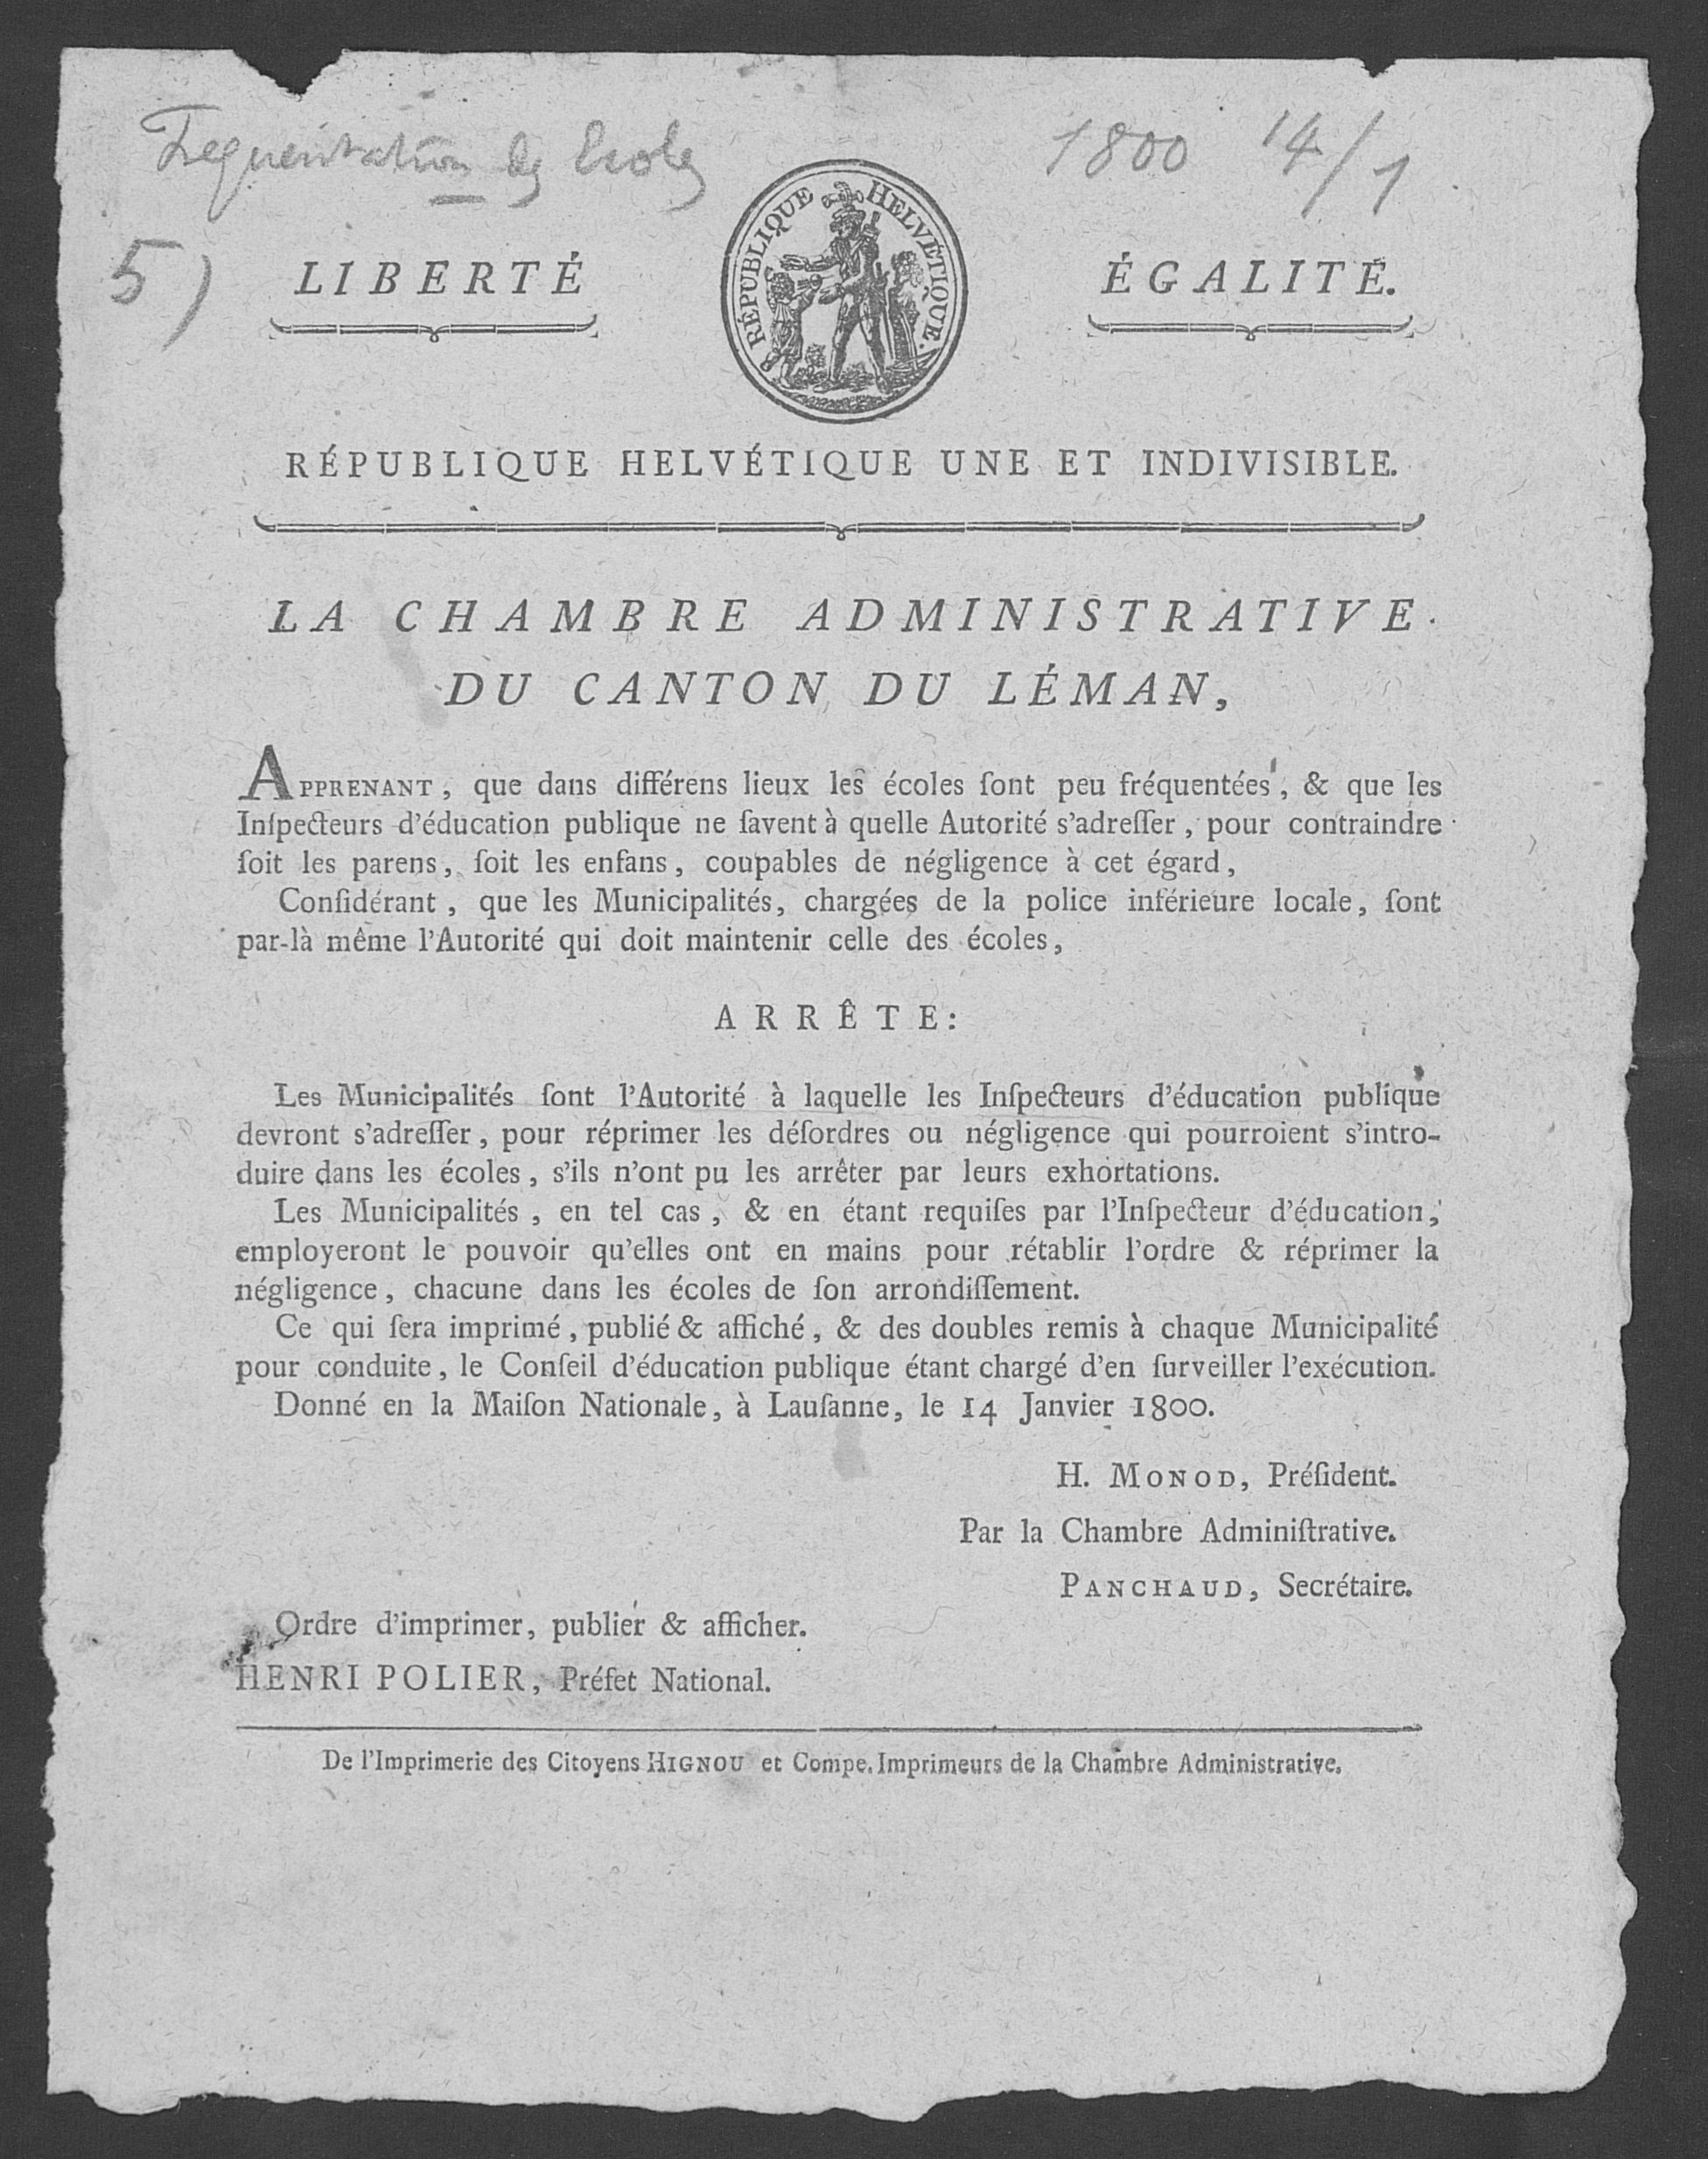 Frequentation des Ecoles
1800 14/1
5)
LIBERTÉ
RÉPUBLIQUE HELVÉTIQUE.
ÉGALITÉ.
RÉPUBLIQUE HELVÉTIQUE UNE ET INDIVISIBLE.
LA CHAMBRE ADMINISTRATIVE
DU CANTON DU LÉMAN,
APPRENANT, que dans différens lieux les écoles ſont peu fréquentées, & que les
Inſpecteurs d'éducation publique ne ſavent à quelle Autorité s'adreſſer, pour contraindre
ſoit les parens, ſoit les enfans, coupables de négligence à cet égard,
Conſidérant, que les Municipalités, chargées de la police inférieure locale, ſont
par-là même l'Autorité qui doit maintenir celle des écoles,
ARRÊTE:
Les Municipalités ſont l'Autorité à laquelle les Inſpecteurs d'éducation publique
devront s'adreſſer, pour réprimer les déſordres ou négligence qui pourroient s'intro-
duire dans les écoles, s'ils n'ont pu les arrêter par leurs exhortations.
Les Municipalités, en tel cas, & en étant requiſes par l'Inſpecteur d'éducation,
employeront le pouvoir qu'elles ont en mains pour rétablir l'ordre & réprimer la
négligence, chacune dans les écoles de ſon arrondiſſement.
Ce qui ſera imprimé, publié & affiché, & des doubles remis à chaque Municipalité
pour conduite, le Conſeil d'éducation publique étant chargé d'en ſurveiller l'exécution.
Donné en la Maiſon Nationale, à Lauſanne, le 14 Janvier 1800.
H. MONOD, Préſident.
Par la Chambre Adminiſtrative.
PANCHAUD, Secrétaire.
Ordre d'imprimer, publier & afficher.
HENRI POLIER, Préfet National.
De l'Imprimerie des Citoyens HIGNOU et Compe. Imprimeurs de la Chambre Administrative.